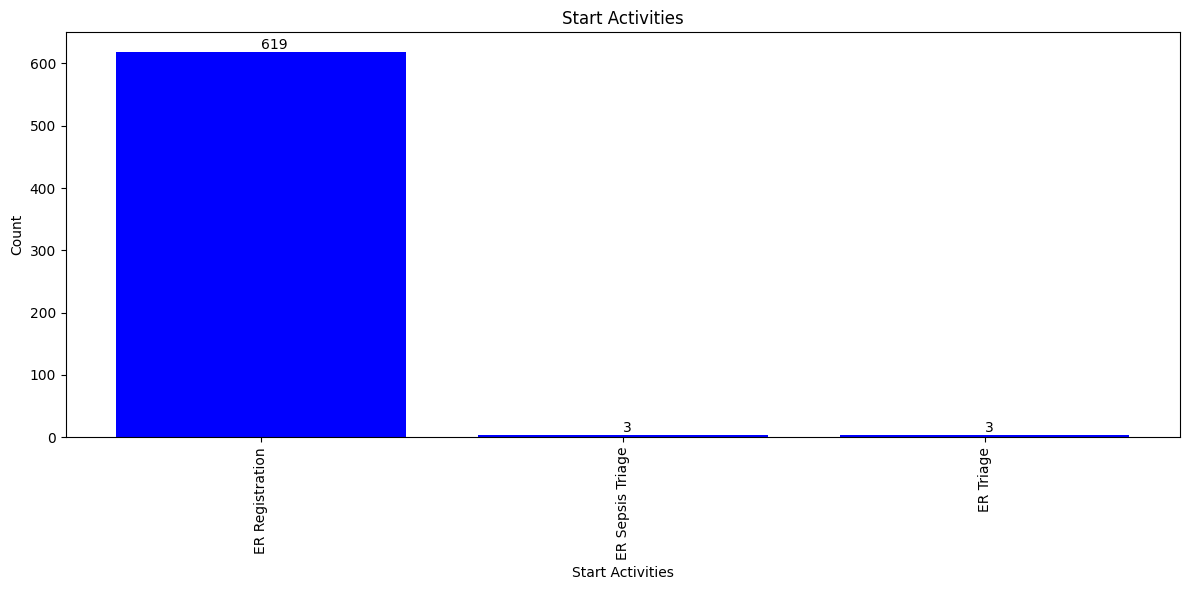 Start Activities
619
600
500
400
300
200
100
0
3
3
Count
ER Registration
ER Sepsis Triage
ER Triage
Start Activities